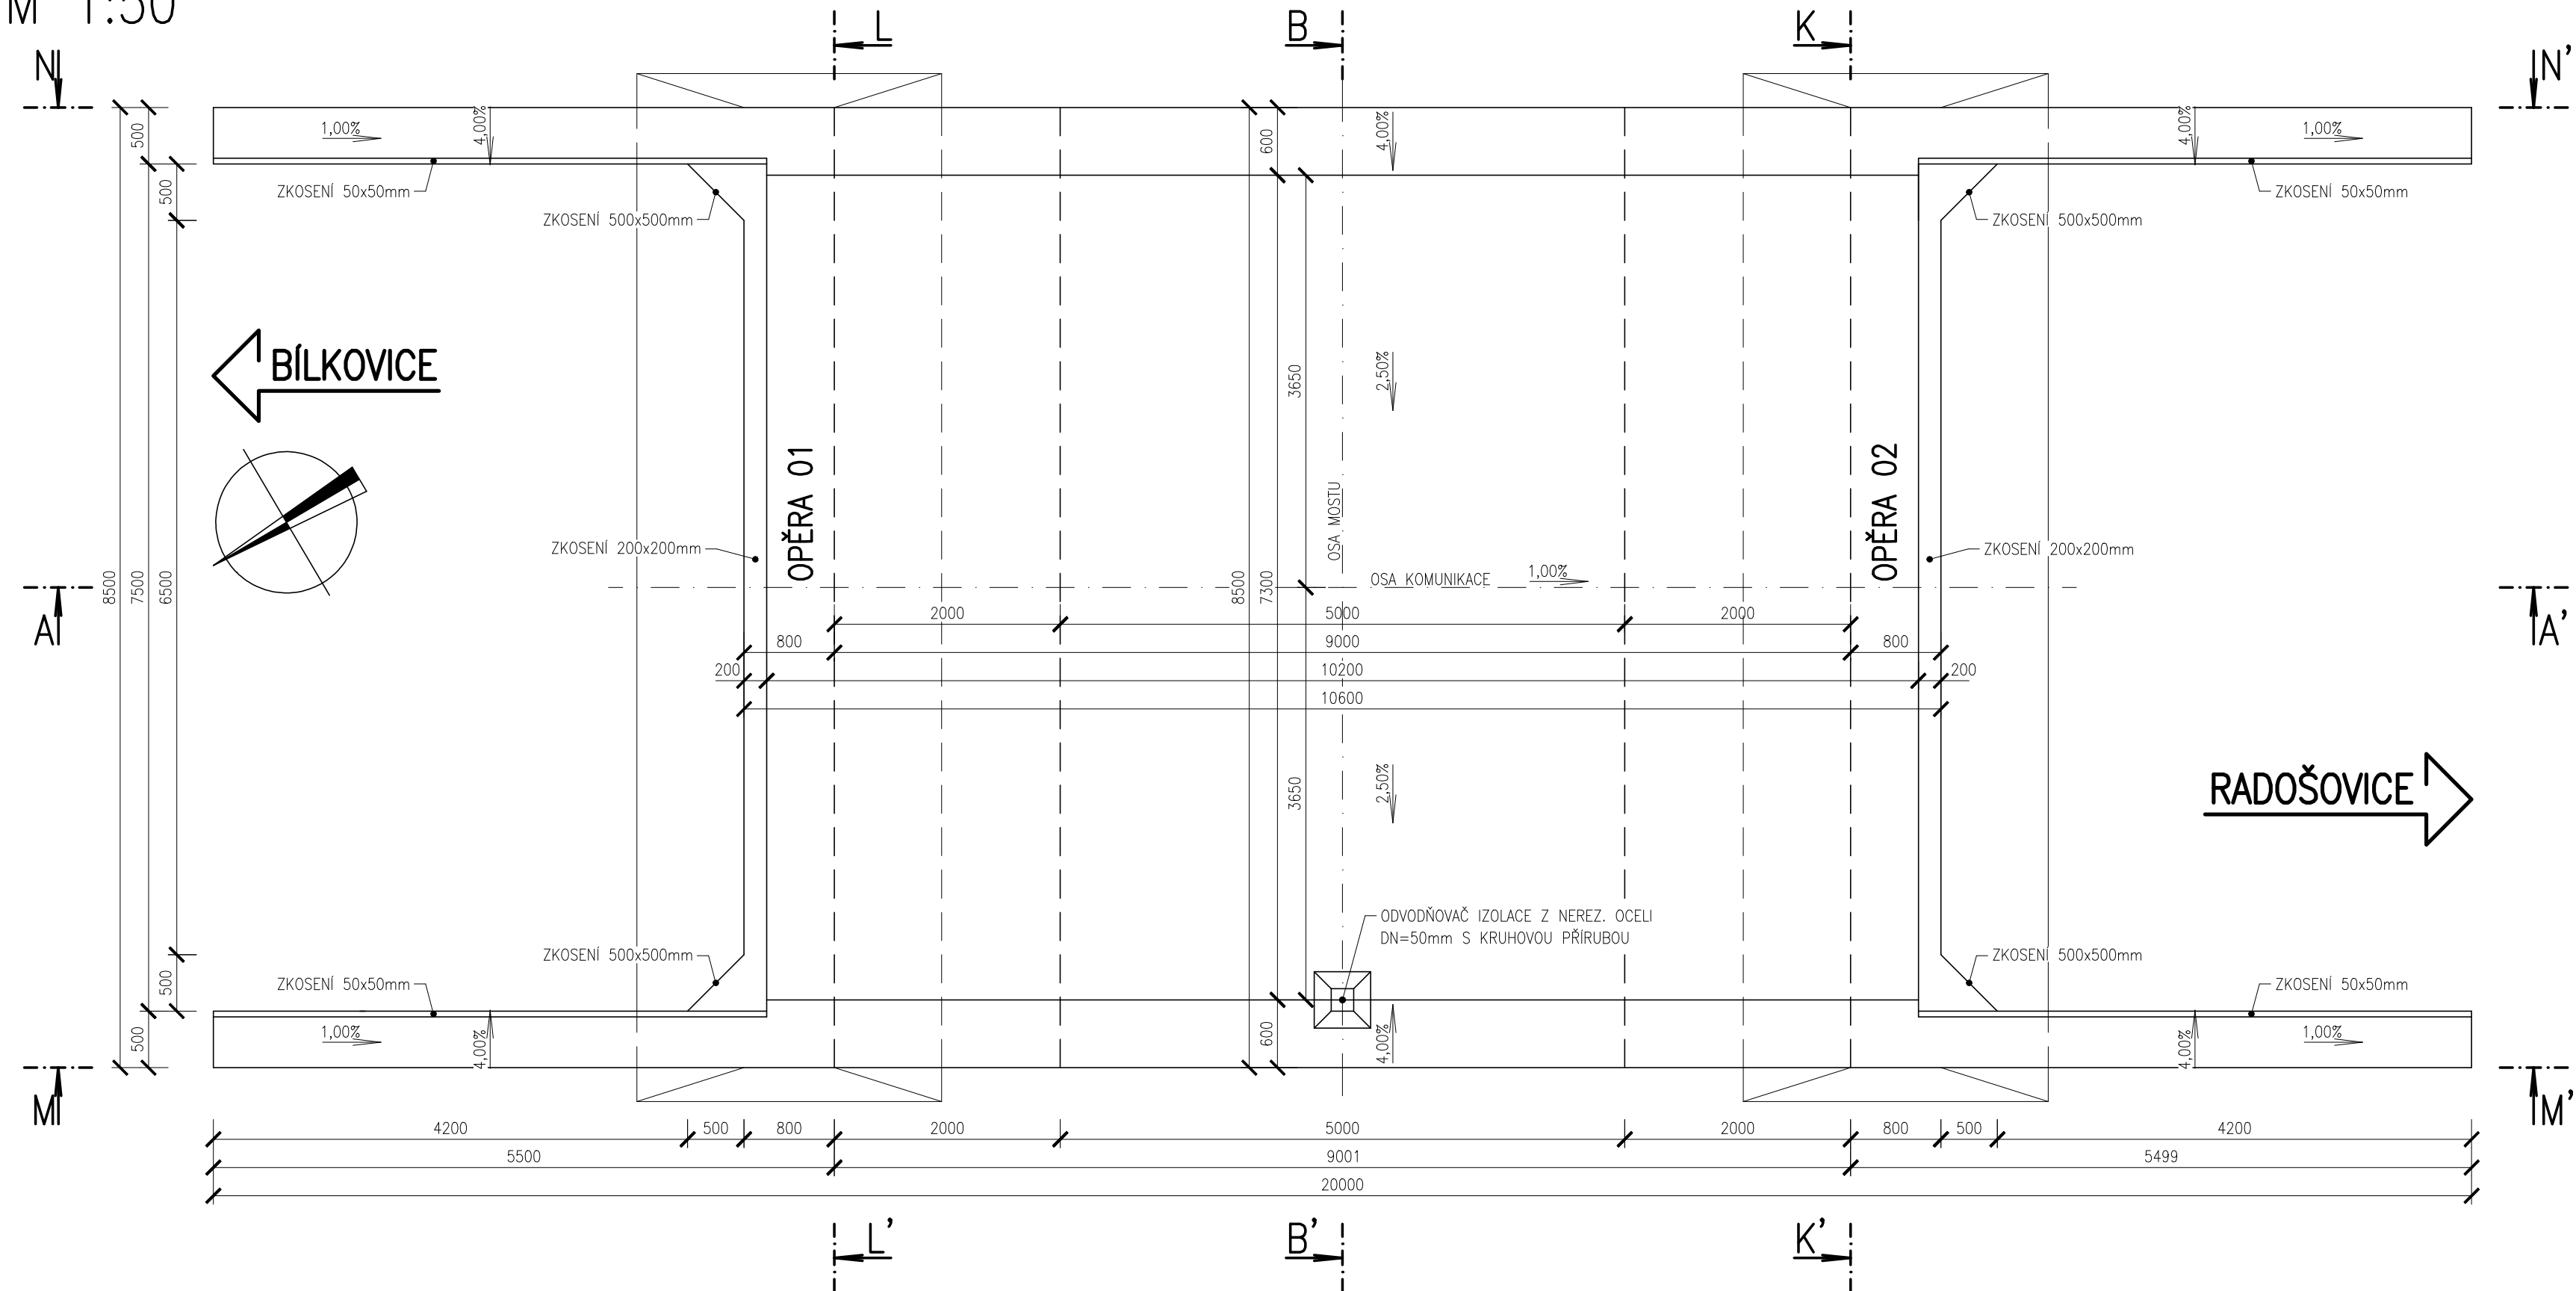 M 1:50
L
B
K
N
N'
1,00%
4,00%
4,00%
4,00%
1,00%
500
600
ZKOSENÍ 50x50mm
ZKOSENÍ 50x50mm
500
ZKOSENÍ 500x500mm
ZKOSENÍ 500x500mm
BÍLKOVICE
3650
2,50%
OPĚRA 01
OSA MOSTU
OPĚRA 02
ZKOSENÍ 200x200mm
ZKOSENÍ 200x200mm
8500
7500
6500
8500
7300
OSA KOMUNIKACE
1,00%
A
A'
2000
5000
2000
800
9000
800
200
10200
200
10600
3650
2,50%
RADOŠOVICE
ODVODŇOVAČ IZOLACE Z NEREZ. OCELI
DN=50mm S KRUHOVOU PŘÍRUBOU
ZKOSENÍ 500x500mm
ZKOSENÍ 500x500mm
500
ZKOSENÍ 50x50mm
ZKOSENÍ 50x50mm
500
1,00%
4,00%
600
4,00%
4,00%
1,00%
M
M'
4200
500
800
2000
5000
2000
800
500
4200
5500
9001
5499
20000
L'
B'
K'